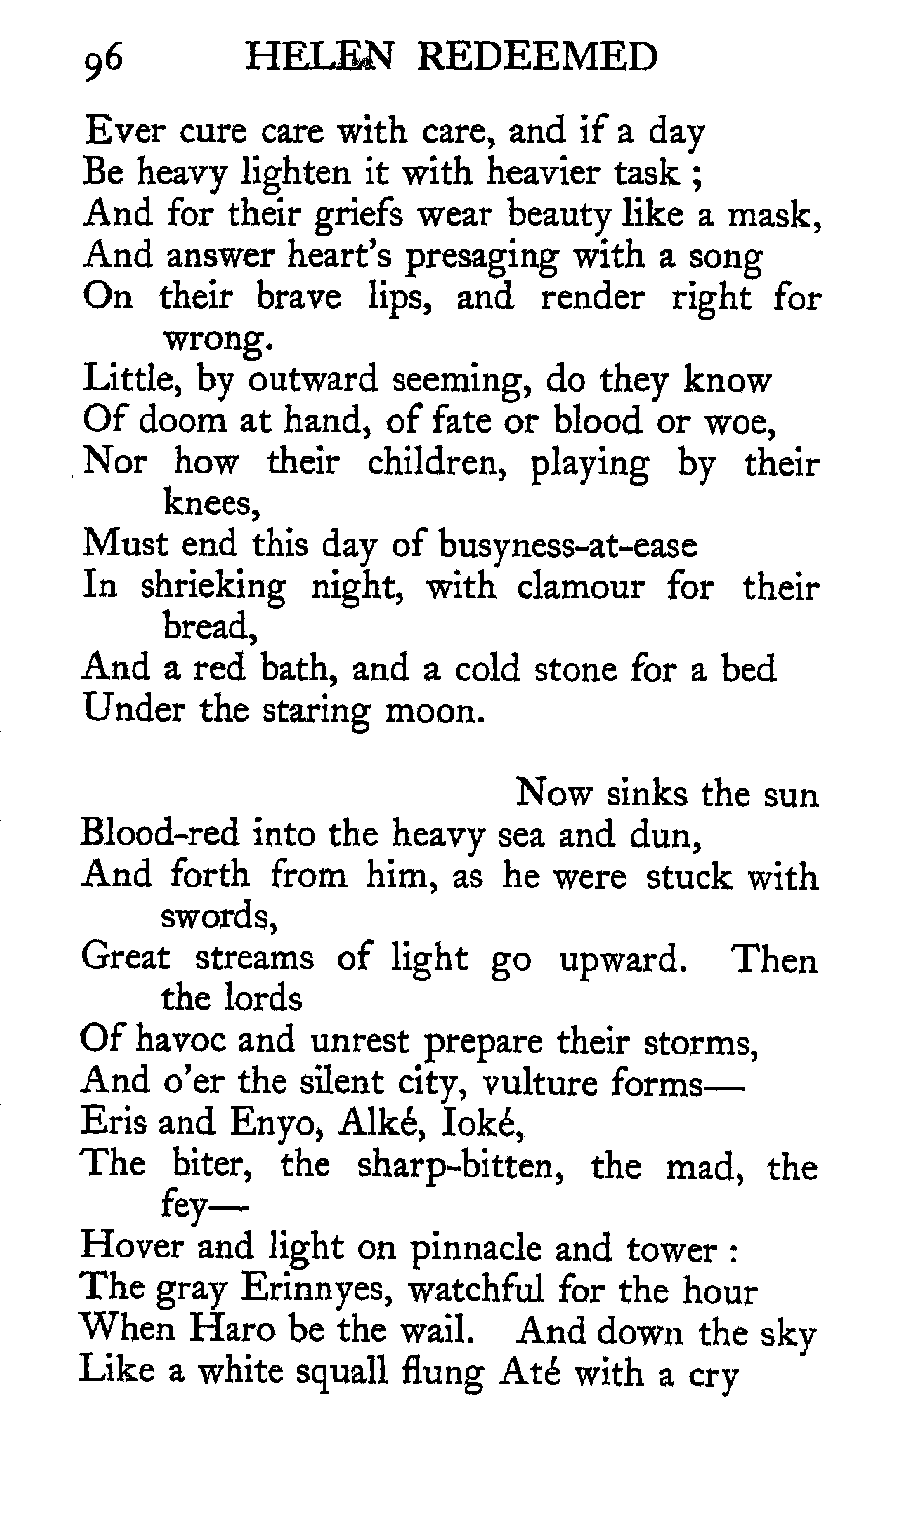 96 HELEN REDEEMED
Ever cure care with care, and if a day
Be heavy lighten it with heavier task ;
And for their griefs wear beauty like a mask,
And answer heart's presaging with a song
On their brave lips, and render right for
wrong.
Little, by outward seeming, do they know
Of doom at hand, of fate or blood or woe,
Nor how their children, playing by their
knees,
Must end this day of busyness-at-ease
In shrieking night, with clamour for their
bread,
And a red bath, and a cold stone for a bed
Under the staring moon.
Now sinks the sun
Blood-red into the heavy sea and dun,
And forth from him, as he were stuck with
swords,
Great streams of light go upward. Then
the lords
Of havoc and unrest prepare their storms,
And o'er the silent city, vulture forms—
Eris and Enyo, Alké, Ioké,
The biter, the sharp-bitten, the mad, the
fey—
Hover and light on pinnacle and tower :
The gray Erinnyes, watchful for the hour
When Haro be the wail. And down the sky
Like a white squall flung Até with a cry